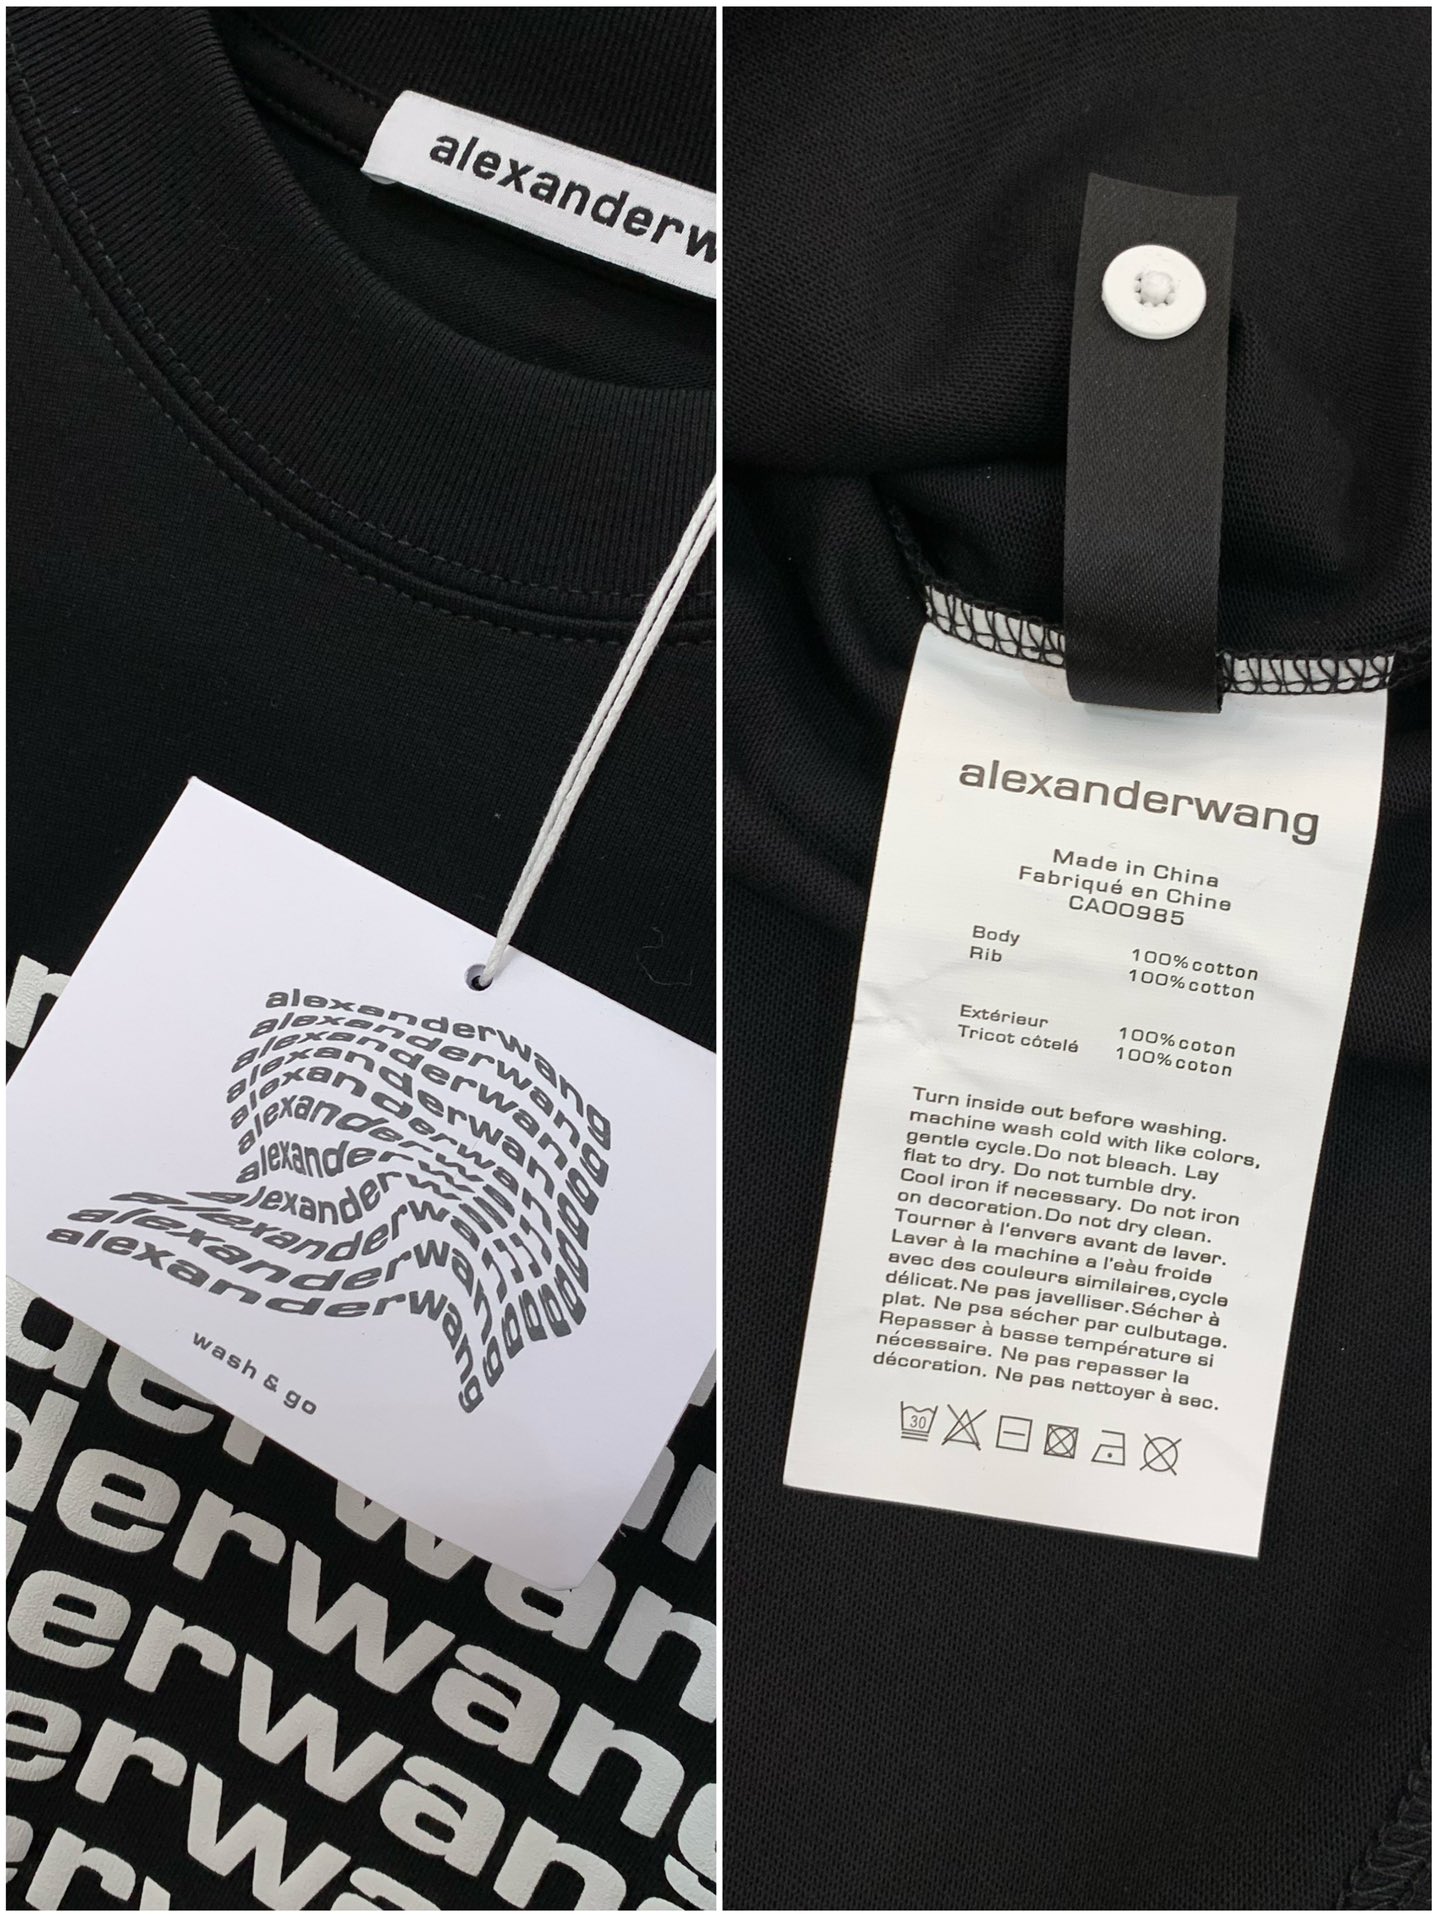 alexanderw
alexanderwang
alexanderwang
alexanderwang
alexanderwang
alexanderwang
alexanderwang
alexanderwang
alexanderwang
alexanderwang
alexanderwang
wash & go
derwang
derwang
erwang
erwang
erwa
alexanderwang
Made in China
Fabriqué en Chine
CA00985
Body 100%cotton
Rib 100%cotton
Extérieur 100%coton
Tricot côtelé 100%coton
Turn inside out before washing.
machine wash cold with like colors,
gentle cycle.Do not bleach. Lay
flat to dry. Do not tumble dry.
Cool iron if necessary. Do not iron
on decoration.Do not dry clean.
Tourner à l'envers avant de laver.
Laver à la machine a l'eàu froide
avec des couleurs similaires,cycle
délicat.Ne pas javelliser.Sécher à
plat. Ne psa sécher par culbutage.
Repasser à basse température si
nécessaire. Ne pas repasser la
décoration. Ne pas nettoyer à sec.
30